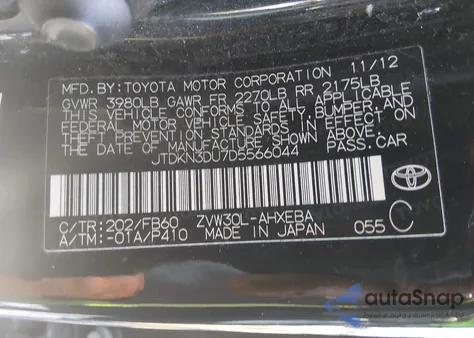 MFD. BY: TOYOTA MOTOR CORPORATION 11/12
GVWR 3980LB GAWR FR 2270LB RR 2175LB
THIS VEHICLE CONFORMS TO ALL APPLICABLE
FEDERAL MOTOR VEHICLE SAFETY, BUMPER, AND
THEFT PREVENTION STANDARDS IN EFFECT ON
THE DATE OF MANUFACTURE SHOWN ABOVE.
JTDKN3DU7D5566044 PASS.CAR
C/TR: 202/FB60 ZVW30L-AHXEBA
A/TM: -01A/P410 MADE IN JAPAN 055 C
autoSnap